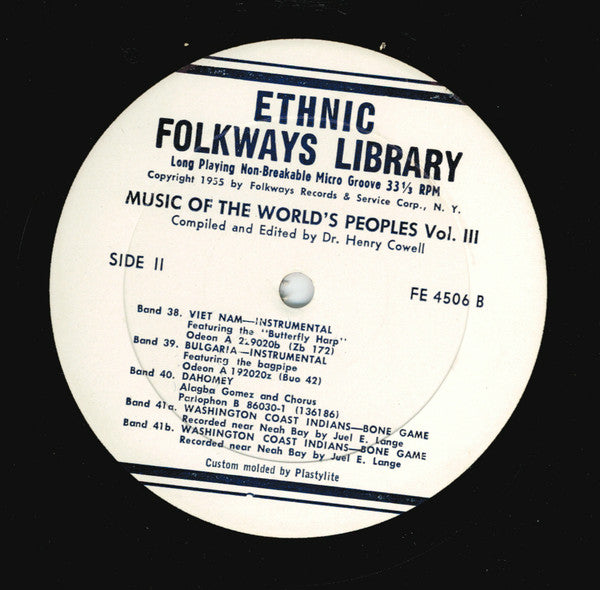 ETHNIC
FOLKWAYS LIBRARY
Long Playing Non-Breakable Micro Groove 33 1/3 RPM
Copyright 1955 by Folkways Records & Service Corp., N. Y.
MUSIC OF THE WORLD'S PEOPLES Vol. III
Compiled and Edited by Dr. Henry Cowell
SIDE II
FE 4506 B
Band 38. VIET NAM—INSTRUMENTAL
Featuring the "Butterfly Harp"
Odeon A 229020b (Zb 172)
Band 39. BULGARIA—INSTRUMENTAL
Featuring the bagpipe
Odeon A 192020z (Buo 42)
Band 40. DAHOMEY
Alagba Gomez and Chorus
Parlophon B 86030-1 (136186)
Band 41a. WASHINGTON COAST INDIANS—BONE GAME
Recorded near Neah Bay by Juel E. Lange
Band 41b. WASHINGTON COAST INDIANS—BONE GAME
Recorded near Neah Bay by Juel E. Lange
Custom molded by Plastylite